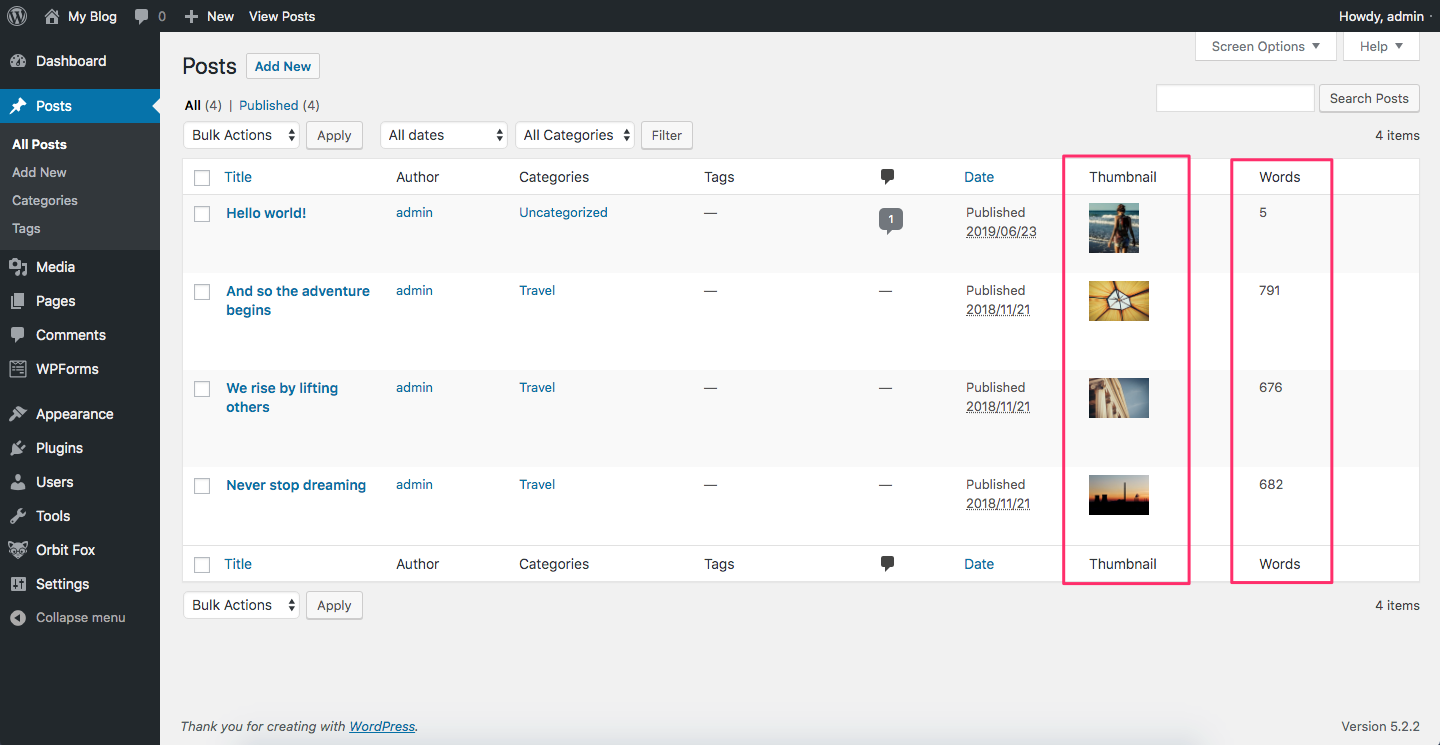 My Blog 0 New View Posts Howdy, admin
Screen Options Help
Dashboard
Posts
All Posts
Add New
Categories
Tags
Media
Pages
Comments
WPForms
Appearance
Plugins
Users
Tools
Orbit Fox
Settings
Collapse menu
Posts Add New
All (4) | Published (4)
Search Posts
Bulk Actions Apply All dates All Categories Filter 4 items
Title Author Categories Tags Date Thumbnail Words
Hello world! admin Uncategorized — 1 Published 5
2019/06/23
And so the adventure admin Travel — — Published 791
begins 2018/11/21
We rise by lifting admin Travel — — Published 676
others 2018/11/21
Never stop dreaming admin Travel — — Published 682
2018/11/21
Title Author Categories Tags Date Thumbnail Words
Bulk Actions Apply 4 items
Thank you for creating with WordPress. Version 5.2.2